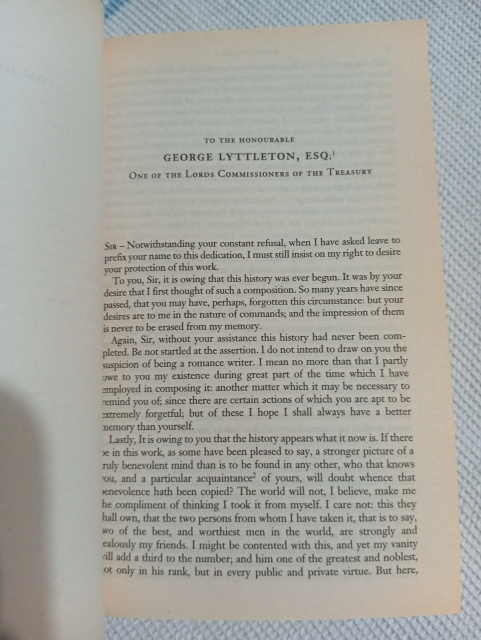 TO THE HONOURABLE
GEORGE LYTTLETON, ESQ;¹
ONE OF THE LORDS COMMISSIONERS OF THE TREASURY
SIR – Notwithstanding your constant refusal, when I have asked leave to
prefix your name to this dedication, I must still insist on my right to desire
your protection of this work.
To you, Sir, it is owing that this history was ever begun. It was by your
desire that I first thought of such a composition. So many years have since
passed, that you may have, perhaps, forgotten this circumstance: but your
desires are to me in the nature of commands; and the impression of them
is never to be erased from my memory.
Again, Sir, without your assistance this history had never been com-
pleted. Be not startled at the assertion. I do not intend to draw on you the
suspicion of being a romance writer. I mean no more than that I partly
owe to you my existence during great part of the time which I have
employed in composing it: another matter which it may be necessary to
remind you of; since there are certain actions of which you are apt to be
extremely forgetful; but of these I hope I shall always have a better
memory than yourself.
Lastly, It is owing to you that the history appears what it now is. If there
be in this work, as some have been pleased to say, a stronger picture of a
ruly benevolent mind than is to be found in any other, who that knows
you, and a particular acquaintance² of yours, will doubt whence that
benevolence hath been copied? The world will not, I believe, make me
he compliment of thinking I took it from myself. I care not: this they
hall own, that the two persons from whom I have taken it, that is to say,
wo of the best, and worthiest men in the world, are strongly and
ealously my friends. I might be contented with this, and yet my vanity
ill add a third to the number; and him one of the greatest and noblest,
ot only in his rank, but in every public and private virtue. But here,